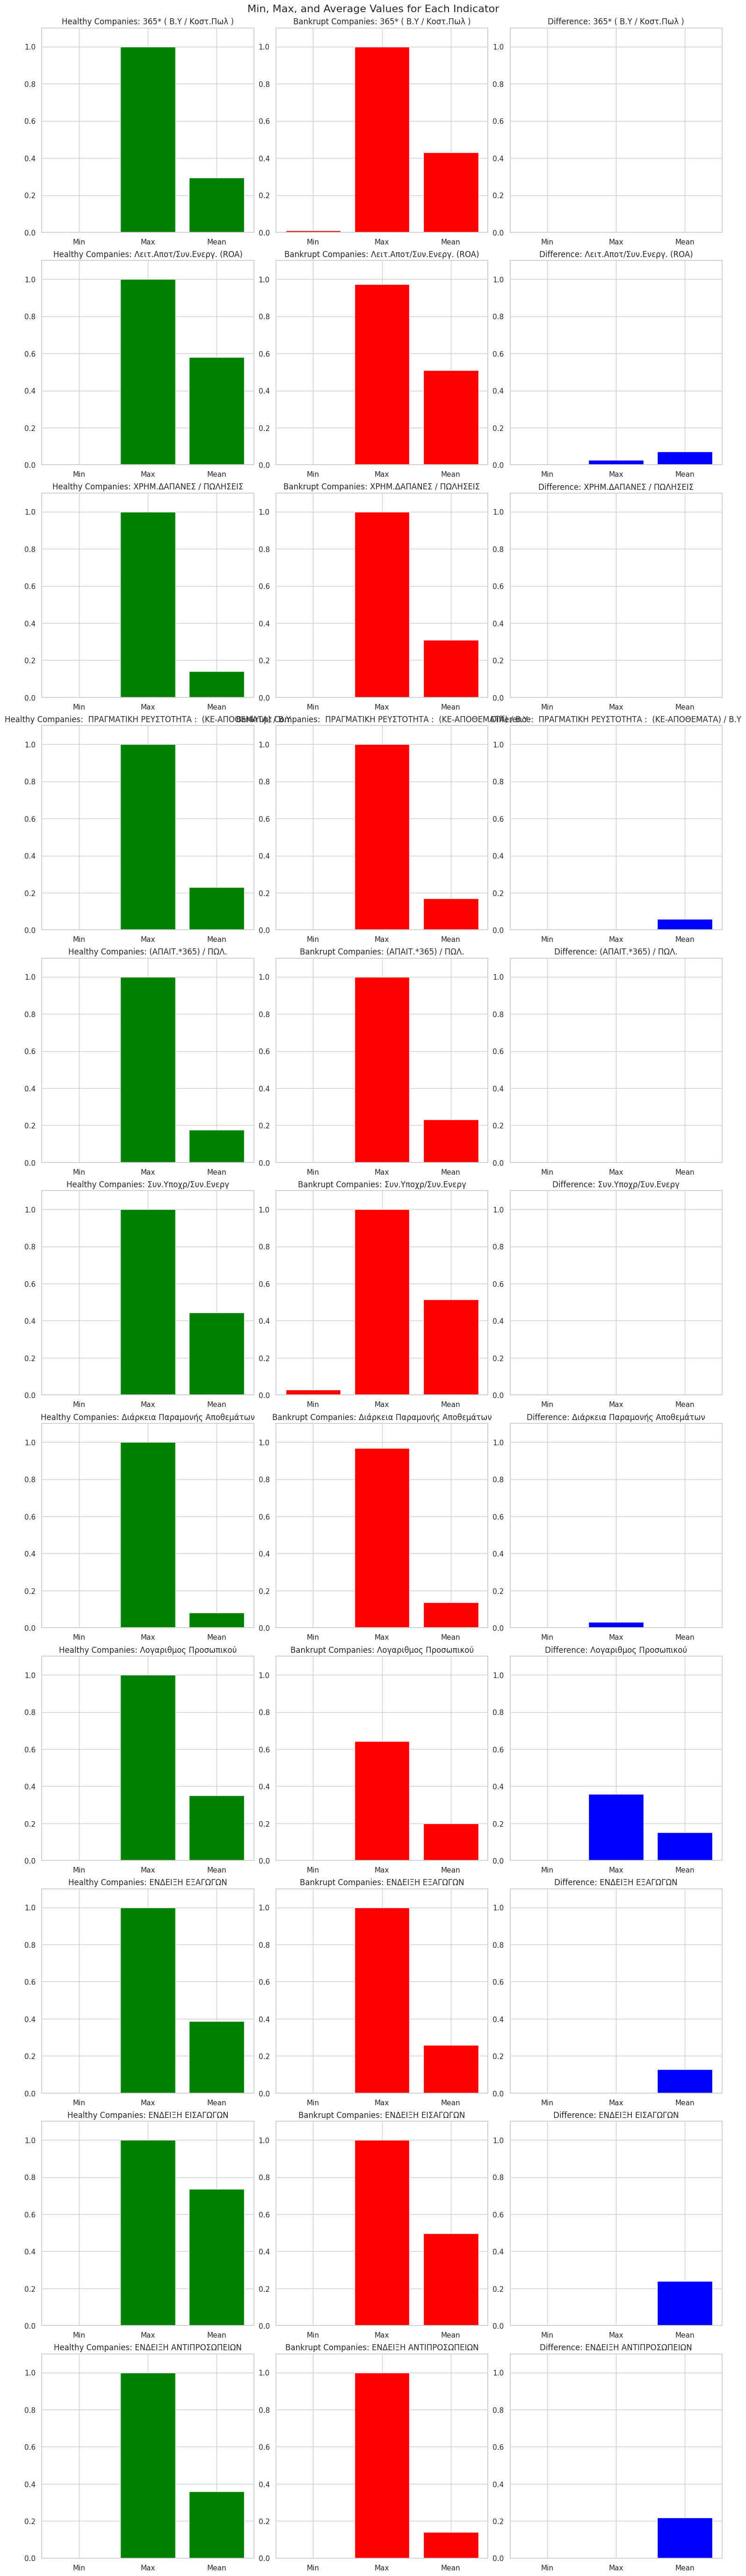 Min, Max, and Average Values for Each Indicator
Healthy Companies: 365* ( Β.Υ / Κοστ.Πωλ ) Bankrupt Companies: 365* ( Β.Υ / Κοστ.Πωλ ) Difference: 365* ( Β.Υ / Κοστ.Πωλ )
1.0 1.0 1.0
0.8 0.8 0.8
0.6 0.6 0.6
0.4 0.4 0.4
0.2 0.2 0.2
0.0 0.0 0.0
Min Max Mean Min Max Mean Min Max Mean
Healthy Companies: Λειτ.Αποτ/Συν.Ενεργ. (ROA) Bankrupt Companies: Λειτ.Αποτ/Συν.Ενεργ. (ROA) Difference: Λειτ.Αποτ/Συν.Ενεργ. (ROA)
1.0 1.0 1.0
0.8 0.8 0.8
0.6 0.6 0.6
0.4 0.4 0.4
0.2 0.2 0.2
0.0 0.0 0.0
Min Max Mean Min Max Mean Min Max Mean
Healthy Companies: ΧΡΗΜ.ΔΑΠΑΝΕΣ / ΠΩΛΗΣΕΙΣ Bankrupt Companies: ΧΡΗΜ.ΔΑΠΑΝΕΣ / ΠΩΛΗΣΕΙΣ Difference: ΧΡΗΜ.ΔΑΠΑΝΕΣ / ΠΩΛΗΣΕΙΣ
1.0 1.0 1.0
0.8 0.8 0.8
0.6 0.6 0.6
0.4 0.4 0.4
0.2 0.2 0.2
0.0 0.0 0.0
Min Max Mean Min Max Mean Min Max Mean
Healthy Companies: ΠΡΑΓΜΑΤΙΚΗ ΡΕΥΣΤΟΤΗΤΑ : (ΚΕ-ΑΠΟΘΕΜΑΤΑ) / Β.Υ Bankrupt Companies: ΠΡΑΓΜΑΤΙΚΗ ΡΕΥΣΤΟΤΗΤΑ : (ΚΕ-ΑΠΟΘΕΜΑΤΑ) / Β.Υ Difference: ΠΡΑΓΜΑΤΙΚΗ ΡΕΥΣΤΟΤΗΤΑ : (ΚΕ-ΑΠΟΘΕΜΑΤΑ) / Β.Υ
1.0 1.0 1.0
0.8 0.8 0.8
0.6 0.6 0.6
0.4 0.4 0.4
0.2 0.2 0.2
0.0 0.0 0.0
Min Max Mean Min Max Mean Min Max Mean
Healthy Companies: (ΑΠΑΙΤ.*365) / ΠΩΛ. Bankrupt Companies: (ΑΠΑΙΤ.*365) / ΠΩΛ. Difference: (ΑΠΑΙΤ.*365) / ΠΩΛ.
1.0 1.0 1.0
0.8 0.8 0.8
0.6 0.6 0.6
0.4 0.4 0.4
0.2 0.2 0.2
0.0 0.0 0.0
Min Max Mean Min Max Mean Min Max Mean
Healthy Companies: Συν.Υποχρ/Συν.Ενεργ Bankrupt Companies: Συν.Υποχρ/Συν.Ενεργ Difference: Συν.Υποχρ/Συν.Ενεργ
1.0 1.0 1.0
0.8 0.8 0.8
0.6 0.6 0.6
0.4 0.4 0.4
0.2 0.2 0.2
0.0 0.0 0.0
Min Max Mean Min Max Mean Min Max Mean
Healthy Companies: Διάρκεια Παραμονής Αποθεμάτων Bankrupt Companies: Διάρκεια Παραμονής Αποθεμάτων Difference: Διάρκεια Παραμονής Αποθεμάτων
1.0 1.0 1.0
0.8 0.8 0.8
0.6 0.6 0.6
0.4 0.4 0.4
0.2 0.2 0.2
0.0 0.0 0.0
Min Max Mean Min Max Mean Min Max Mean
Healthy Companies: Λογαριθμος Προσωπικού Bankrupt Companies: Λογαριθμος Προσωπικού Difference: Λογαριθμος Προσωπικού
1.0 1.0 1.0
0.8 0.8 0.8
0.6 0.6 0.6
0.4 0.4 0.4
0.2 0.2 0.2
0.0 0.0 0.0
Min Max Mean Min Max Mean Min Max Mean
Healthy Companies: ΕΝΔΕΙΞΗ ΕΞΑΓΩΓΩΝ Bankrupt Companies: ΕΝΔΕΙΞΗ ΕΞΑΓΩΓΩΝ Difference: ΕΝΔΕΙΞΗ ΕΞΑΓΩΓΩΝ
1.0 1.0 1.0
0.8 0.8 0.8
0.6 0.6 0.6
0.4 0.4 0.4
0.2 0.2 0.2
0.0 0.0 0.0
Min Max Mean Min Max Mean Min Max Mean
Healthy Companies: ΕΝΔΕΙΞΗ ΕΙΣΑΓΩΓΩΝ Bankrupt Companies: ΕΝΔΕΙΞΗ ΕΙΣΑΓΩΓΩΝ Difference: ΕΝΔΕΙΞΗ ΕΙΣΑΓΩΓΩΝ
1.0 1.0 1.0
0.8 0.8 0.8
0.6 0.6 0.6
0.4 0.4 0.4
0.2 0.2 0.2
0.0 0.0 0.0
Min Max Mean Min Max Mean Min Max Mean
Healthy Companies: ΕΝΔΕΙΞΗ ΑΝΤΙΠΡΟΣΩΠΕΙΩΝ Bankrupt Companies: ΕΝΔΕΙΞΗ ΑΝΤΙΠΡΟΣΩΠΕΙΩΝ Difference: ΕΝΔΕΙΞΗ ΑΝΤΙΠΡΟΣΩΠΕΙΩΝ
1.0 1.0 1.0
0.8 0.8 0.8
0.6 0.6 0.6
0.4 0.4 0.4
0.2 0.2 0.2
0.0 0.0 0.0
Min Max Mean Min Max Mean Min Max Mean